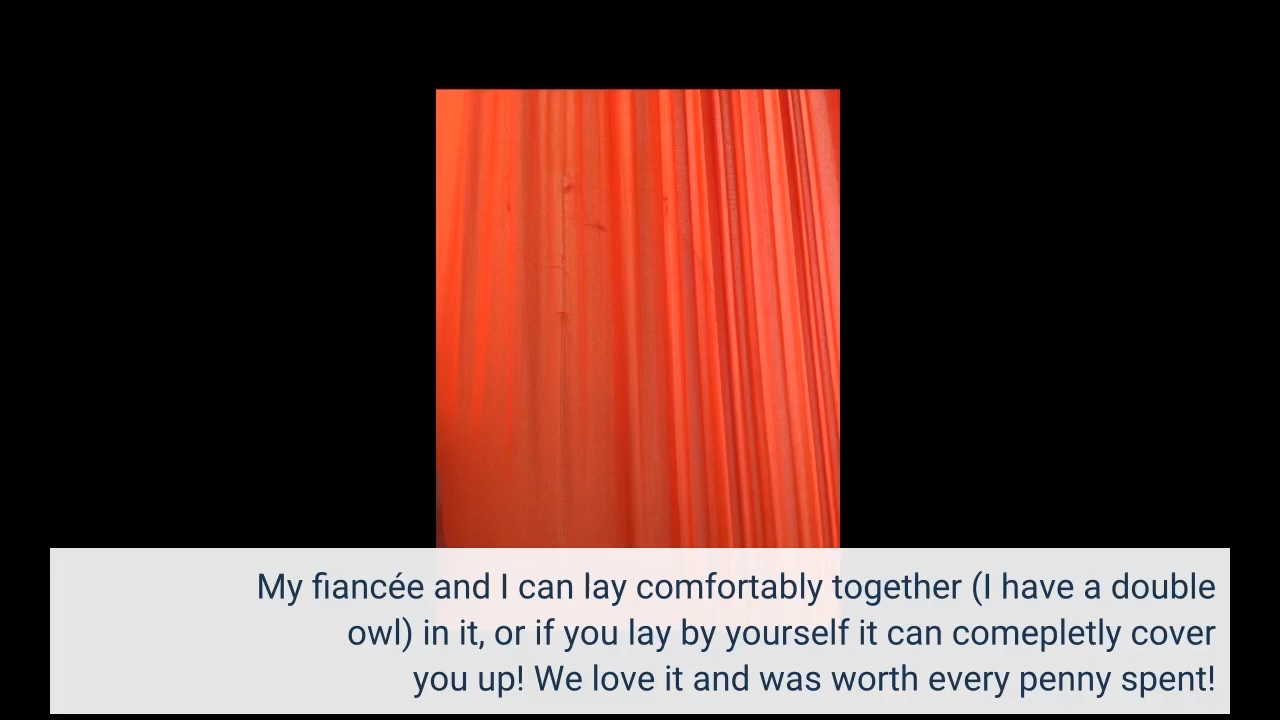 My fiancée and I can lay comfortably together (I have a double
owl) in it, or if you lay by yourself it can comepletly cover
you up! We love it and was worth every penny spent!